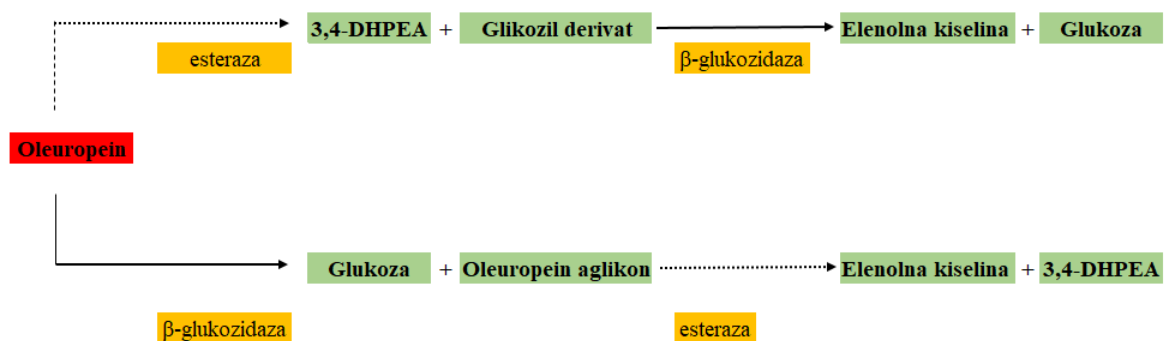 3,4-DHPEA + Glikozil derivat Elenolna kiselina + Glukoza
esteraza β-glukozidaza
Oleuropein
Glukoza + Oleuropein aglikon Elenolna kiselina + 3,4-DHPEA
β-glukozidaza esteraza